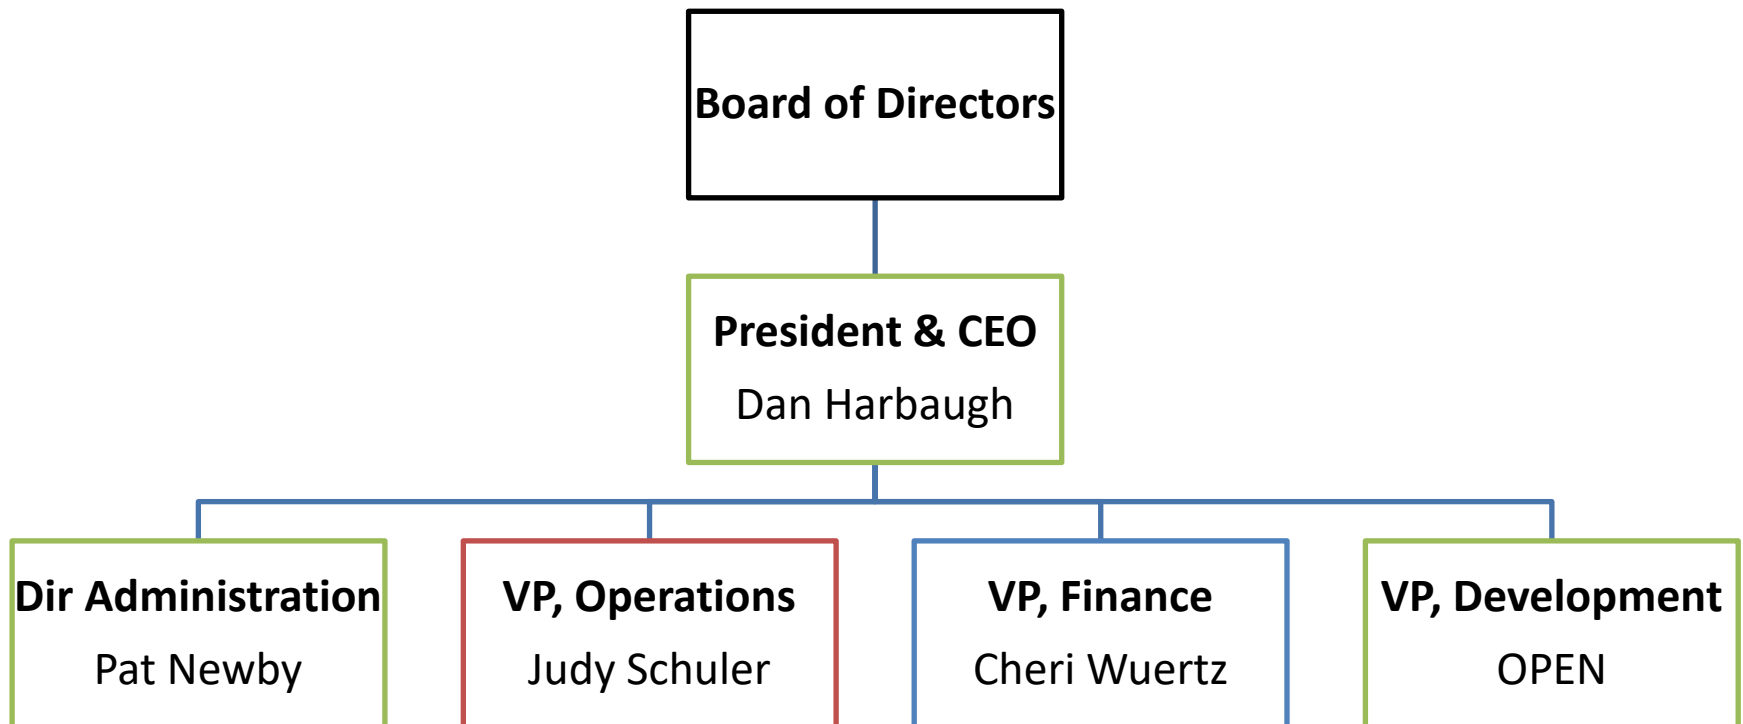 Board of Directors
President & CEO
Dan Harbaugh
Dir Administration
Pat Newby
VP, Operations
Judy Schuler
VP, Finance
Cheri Wuertz
VP, Development
OPEN